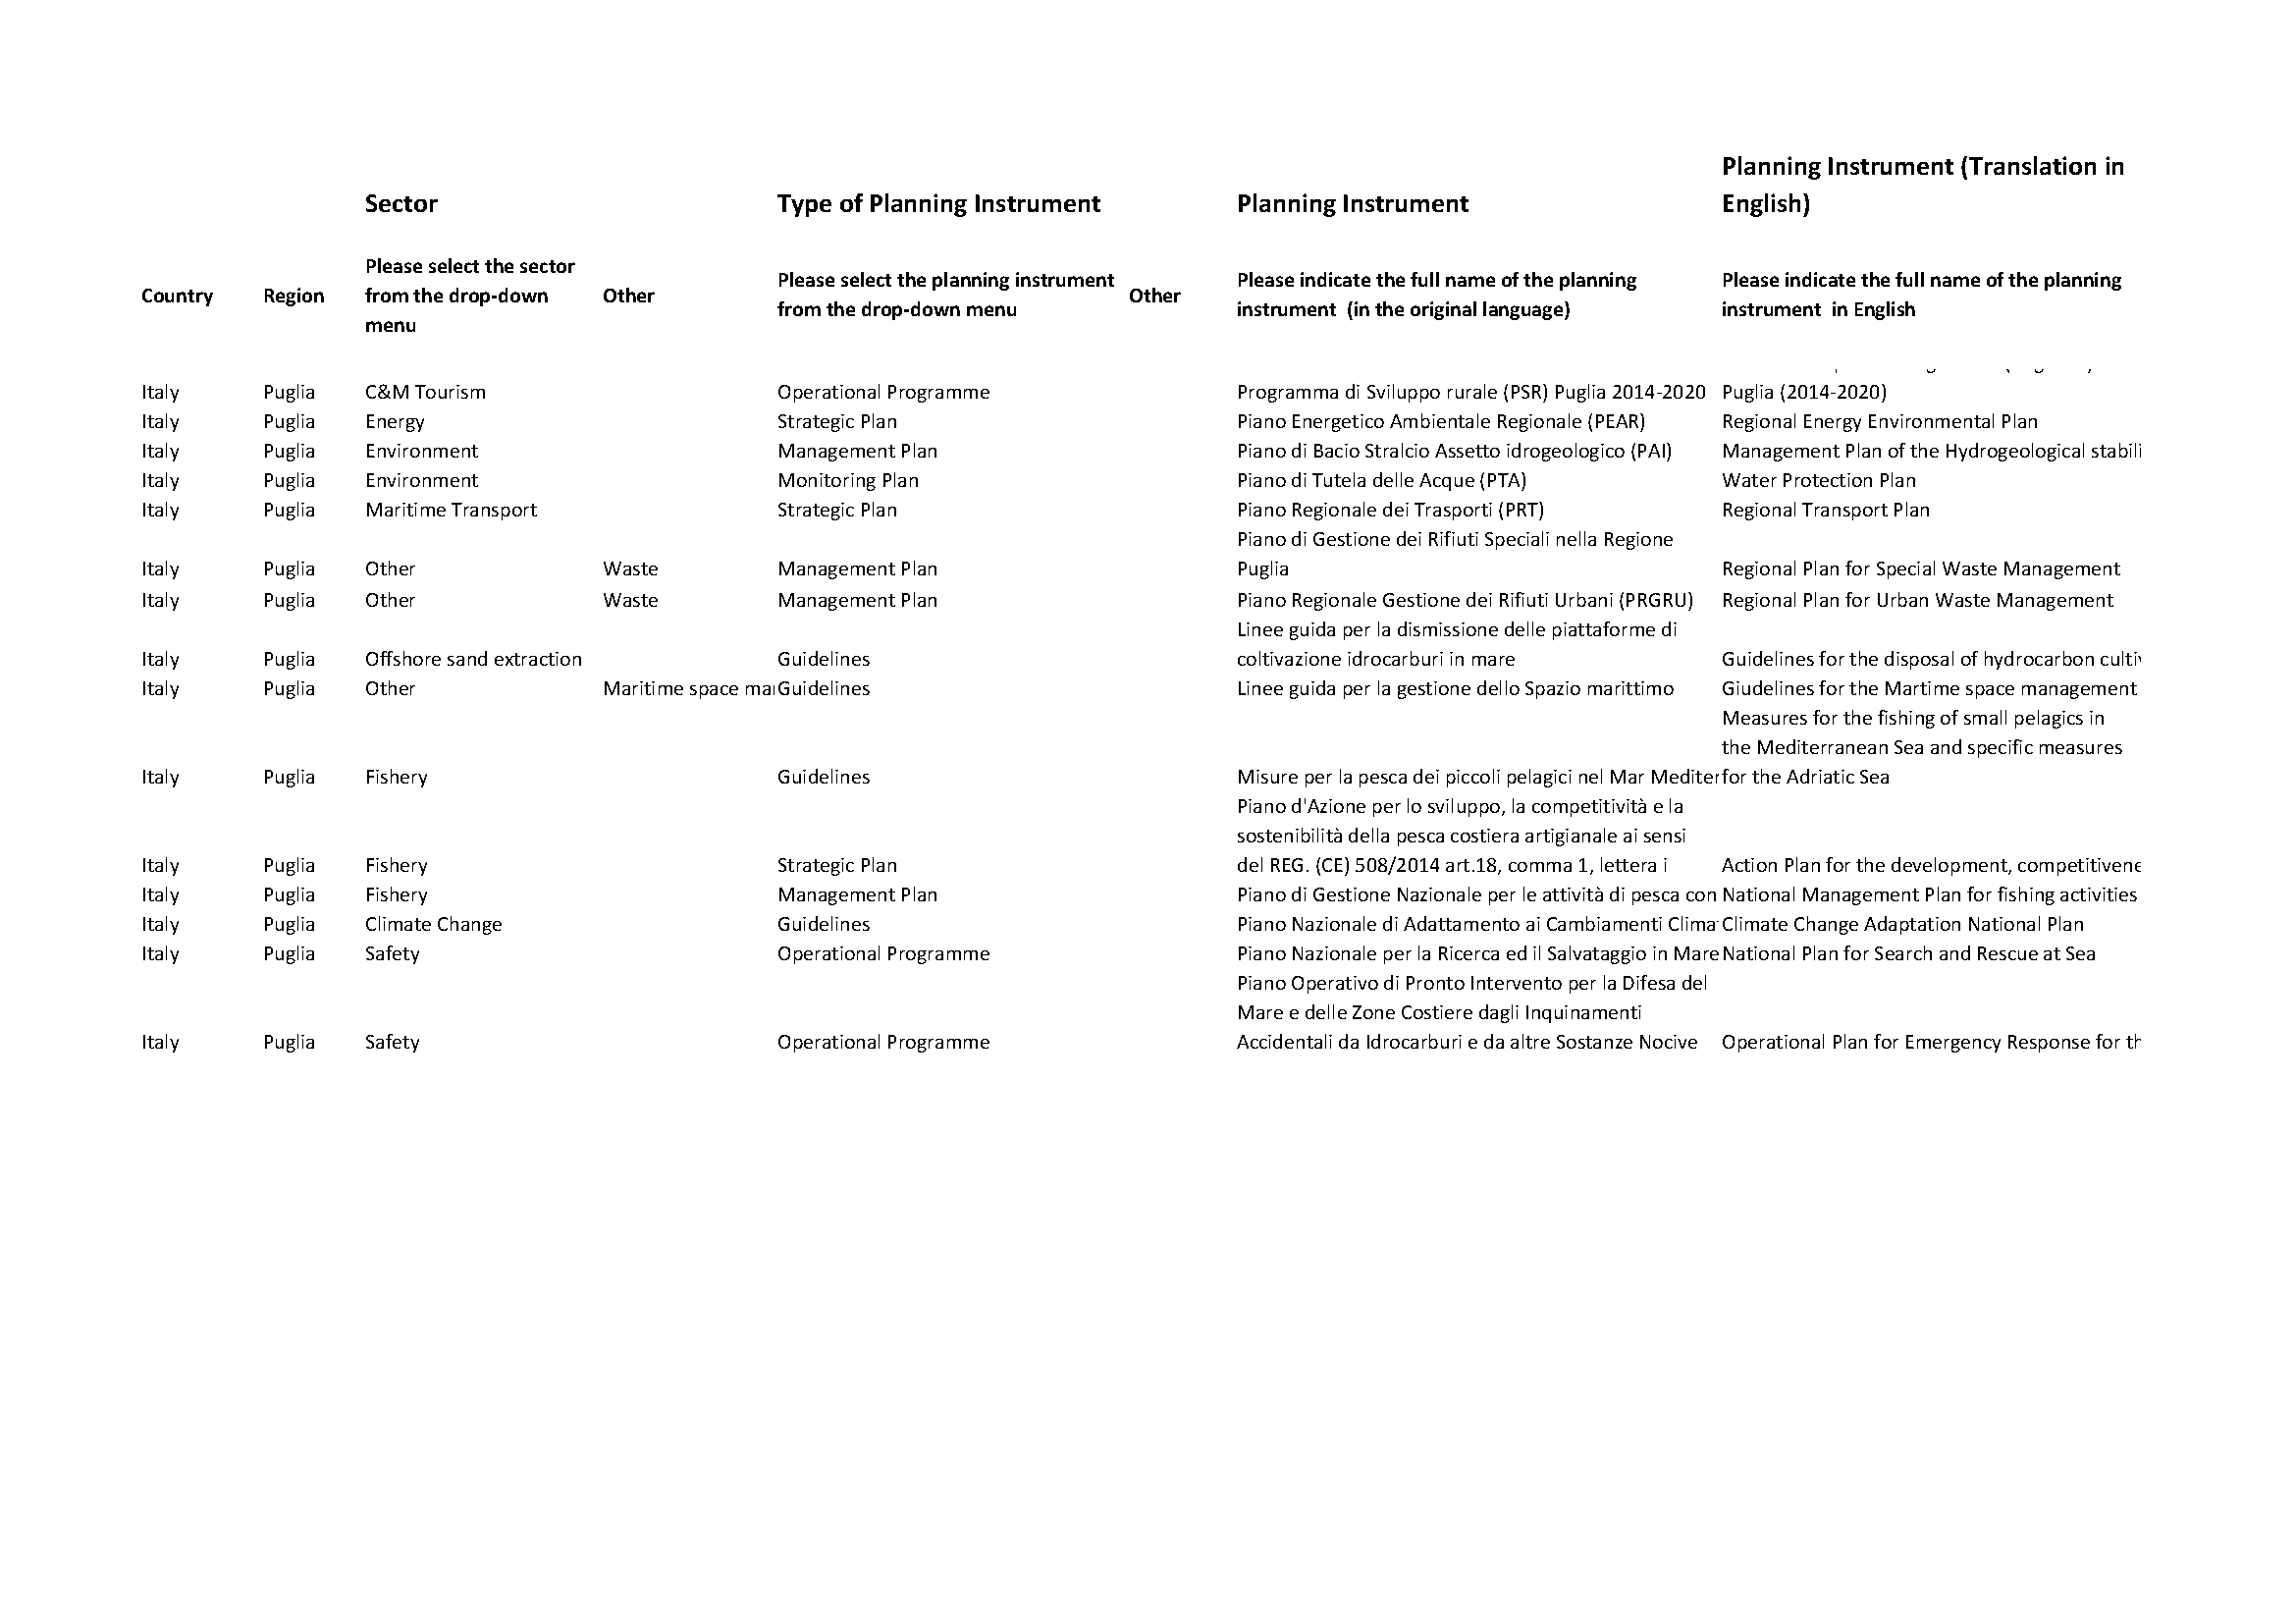 Planning Instrument (Translation in
Sector Type of Planning Instrument Planning Instrument English)
Please select the sector
Please select the planning instrument Please indicate the full name of the planning Please indicate the full name of the planning
Country Region from the drop-down Other Other
from the drop-down menu instrument (in the original language) instrument in English
menu
Italy Puglia C&M Tourism Operational Programme Programma di Sviluppo rurale (PSR) Puglia 2014-2020 Puglia (2014-2020)
Italy Puglia Energy Strategic Plan Piano Energetico Ambientale Regionale (PEAR) Regional Energy Environmental Plan
Italy Puglia Environment Management Plan Piano di Bacio Stralcio Assetto idrogeologico (PAI) Management Plan of the Hydrogeological stabili
Italy Puglia Environment Monitoring Plan Piano di Tutela delle Acque (PTA) Water Protection Plan
Italy Puglia Maritime Transport Strategic Plan Piano Regionale dei Trasporti (PRT) Regional Transport Plan
Piano di Gestione dei Rifiuti Speciali nella Regione
Italy Puglia Other Waste Management Plan Puglia Regional Plan for Special Waste Management
Italy Puglia Other Waste Management Plan Piano Regionale Gestione dei Rifiuti Urbani (PRGRU) Regional Plan for Urban Waste Management
Linee guida per la dismissione delle piattaforme di
Italy Puglia Offshore sand extraction Guidelines coltivazione idrocarburi in mare Guidelines for the disposal of hydrocarbon culti
Italy Puglia Other Maritime space ma Guidelines Linee guida per la gestione dello Spazio marittimo Giudelines for the Martime space management
Measures for the fishing of small pelagics in
the Mediterranean Sea and specific measures
Italy Puglia Fishery Guidelines Misure per la pesca dei piccoli pelagici nel Mar Mediter for the Adriatic Sea
Piano d'Azione per lo sviluppo, la competitività e la
sostenibilità della pesca costiera artigianale ai sensi
Italy Puglia Fishery Strategic Plan del REG. (CE) 508/2014 art.18, comma 1, lettera i Action Plan for the development, competitivene
Italy Puglia Fishery Management Plan Piano di Gestione Nazionale per le attività di pesca con National Management Plan for fishing activities
Italy Puglia Climate Change Guidelines Piano Nazionale di Adattamento ai Cambiamenti Clima Climate Change Adaptation National Plan
Italy Puglia Safety Operational Programme Piano Nazionale per la Ricerca ed il Salvataggio in Mare National Plan for Search and Rescue at Sea
Piano Operativo di Pronto Intervento per la Difesa del
Mare e delle Zone Costiere dagli Inquinamenti
Italy Puglia Safety Operational Programme Accidentali da Idrocarburi e da altre Sostanze Nocive Operational Plan for Emergency Response for th